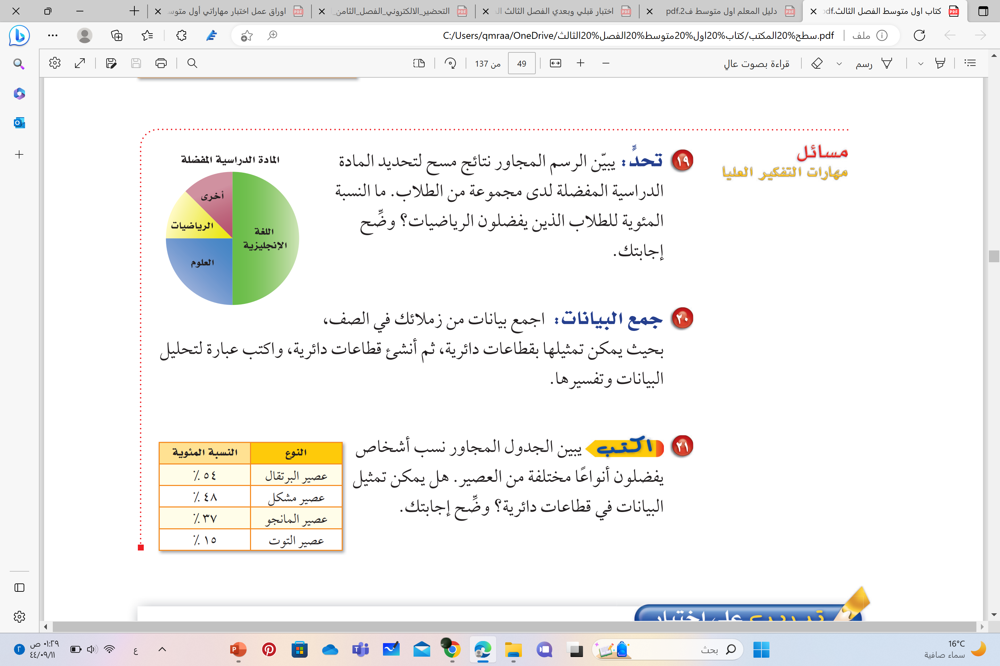 كتاب اول متوسط الفصل الثالث.pdf
دليل المعلم اول متوسط ف2.pdf
اختبار قبلي وبعدي الفصل الثالث
التحضير_الالكتروني_الفصل_الثامن_
اوراق عمل اختبار مهاراتي أول متوس
ملف
C:/Users/qmraa/OneDrive/سطح%20المكتب/كتاب%20اول%20متوسط%20الفصل%20الثالث.pdf
قراءة بصوت عالٍ
رسم
49
من 137
مسائل
مهارات التفكير العليا
١٩ تحدٍّ: يبيّن الرسم المجاور نتائج مسح لتحديد المادة
الدراسية المفضلة لدى مجموعة من الطلاب. ما النسبة
المئوية للطلاب الذين يفضلون الرياضيات؟ وضِّح
إجابتك.
المادة الدراسية المفضلة
أخرى
الرياضيات
اللغة
الإنجليزية
العلوم
٢٠ جمع البيانات: اجمع بيانات من زملائك في الصف،
بحيث يمكن تمثيلها بقطاعات دائرية، ثم أنشئ قطاعات دائرية، واكتب عبارة لتحليل
البيانات وتفسيرها.
٢١ اكتب يبين الجدول المجاور نسب أشخاص
يفضلون أنواعًا مختلفة من العصير. هل يمكن تمثيل
البيانات في قطاعات دائرية؟ وضِّح إجابتك.
النوع النسبة المئوية
عصير البرتقال ٥٤٪
عصير مشكل ٤٨٪
عصير المانجو ٣٧٪
عصير التوت ١٥٪
تدريب على اختبار
16°C
سماء صافية
بحث
ع
٠١:٢٩ ص
٤٤/٠٩/١١
٢